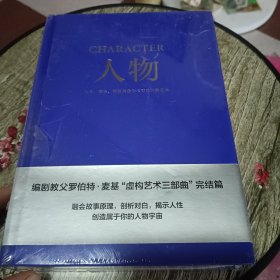 CHARACTER
人物
编剧教父罗伯特·麦基“虚构艺术三部曲”完结篇
融会故事原理，剖析对白，揭示人性
创造属于你的人物宇宙